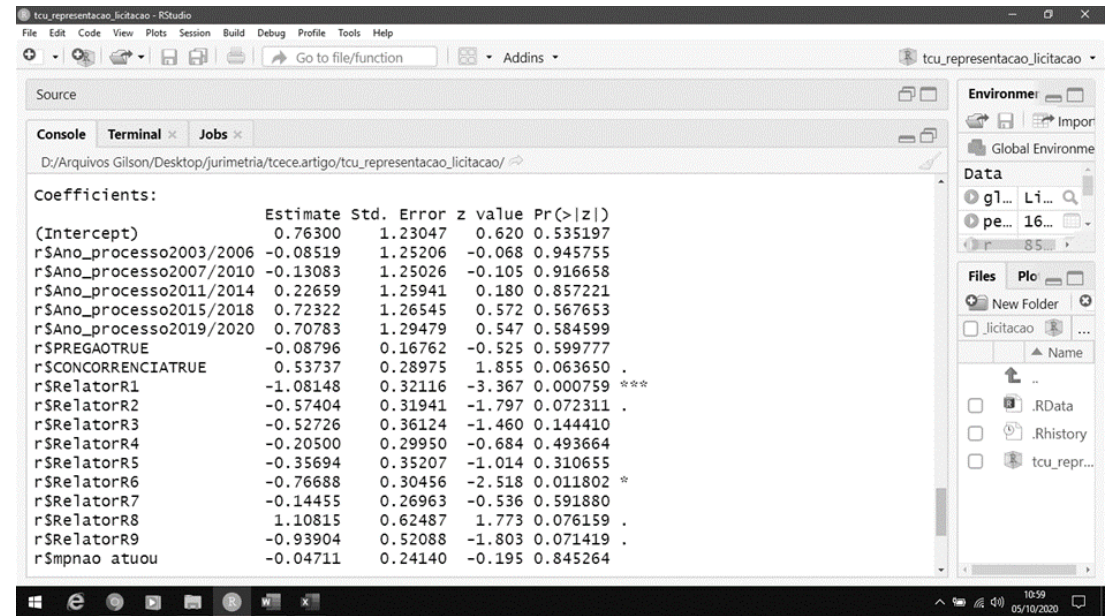 tcu_representacao_licitacao - RStudio
File Edit Code View Plots Session Build Debug Profile Tools Help
Go to file/function Addins tcu_representacao_licitacao
Source
Console Terminal Jobs
D:/Arquivos Gilson/Desktop/jurimetria/tcece.artigo/tcu_representacao_licitacao/
Coefficients:
Estimate Std. Error z value Pr(>|z|)
(Intercept) 0.76300 1.23047 0.620 0.535197
r$Ano_processo2003/2006 -0.08519 1.25206 -0.068 0.945755
r$Ano_processo2007/2010 -0.13083 1.25026 -0.105 0.916658
r$Ano_processo2011/2014 0.22659 1.25941 0.180 0.857221
r$Ano_processo2015/2018 0.72322 1.26545 0.572 0.567653
r$Ano_processo2019/2020 0.70783 1.29479 0.547 0.584599
r$PREGAOTRUE -0.08796 0.16762 -0.525 0.599777
r$CONCORRENCIATRUE 0.53737 0.28975 1.855 0.063650 .
r$RelatorR1 -1.08148 0.32116 -3.367 0.000759 ***
r$RelatorR2 -0.57404 0.31941 -1.797 0.072311 .
r$RelatorR3 -0.52726 0.36124 -1.460 0.144410
r$RelatorR4 -0.20500 0.29950 -0.684 0.493664
r$RelatorR5 -0.35694 0.35207 -1.014 0.310655
r$RelatorR6 -0.76688 0.30456 -2.518 0.011802 *
r$RelatorR7 -0.14455 0.26963 -0.536 0.591880
r$RelatorR8 1.10815 0.62487 1.773 0.076159 .
r$RelatorR9 -0.93904 0.52088 -1.803 0.071419 .
r$mpnao atuou -0.04711 0.24140 -0.195 0.845264
Environmer
Impor
Global Environme
Data
gl... Li...
pe... 16...
r 85...
Files Plo
New Folder
_licitacao ...
Name
..
.RData
.Rhistory
tcu_repr...
10:59
05/10/2020